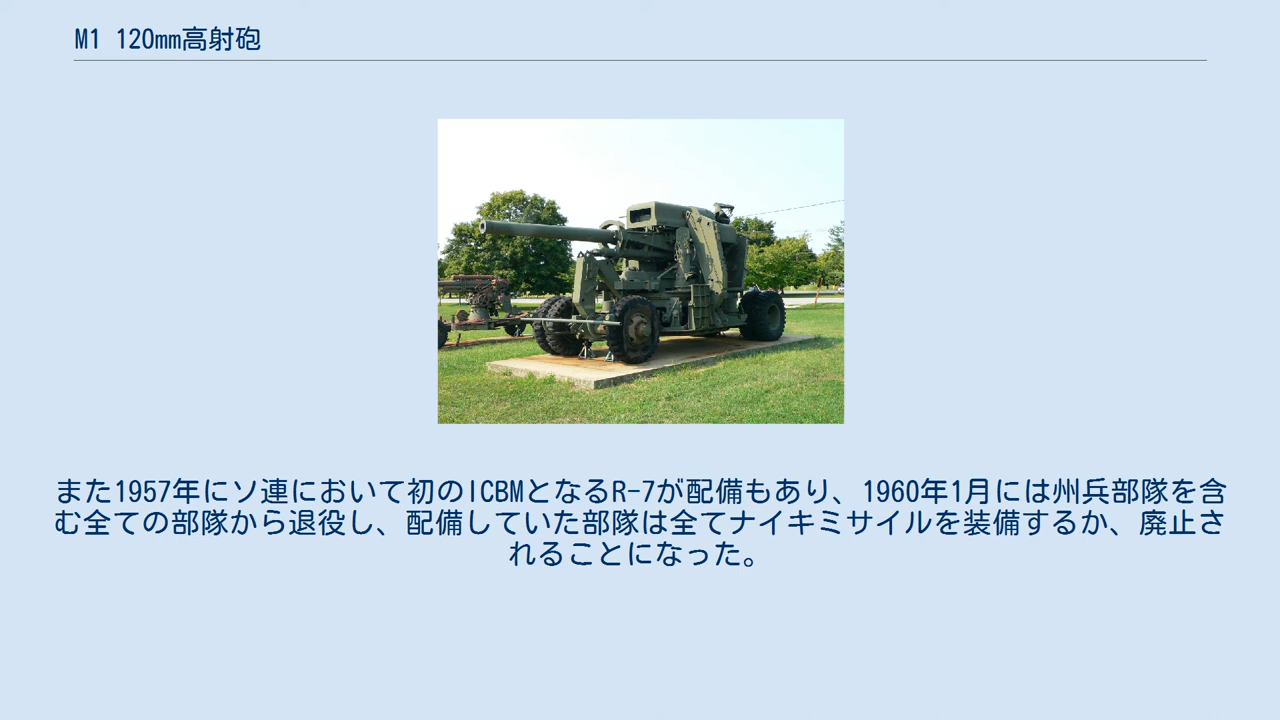 M1 120mm高射砲
また1957年にソ連において初のICBMとなるR-7が配備もあり、1960年1月には州兵部隊を含
む全ての部隊から退役し、配備していた部隊は全てナイキミサイルを装備するか、廃止さ
れることになった。